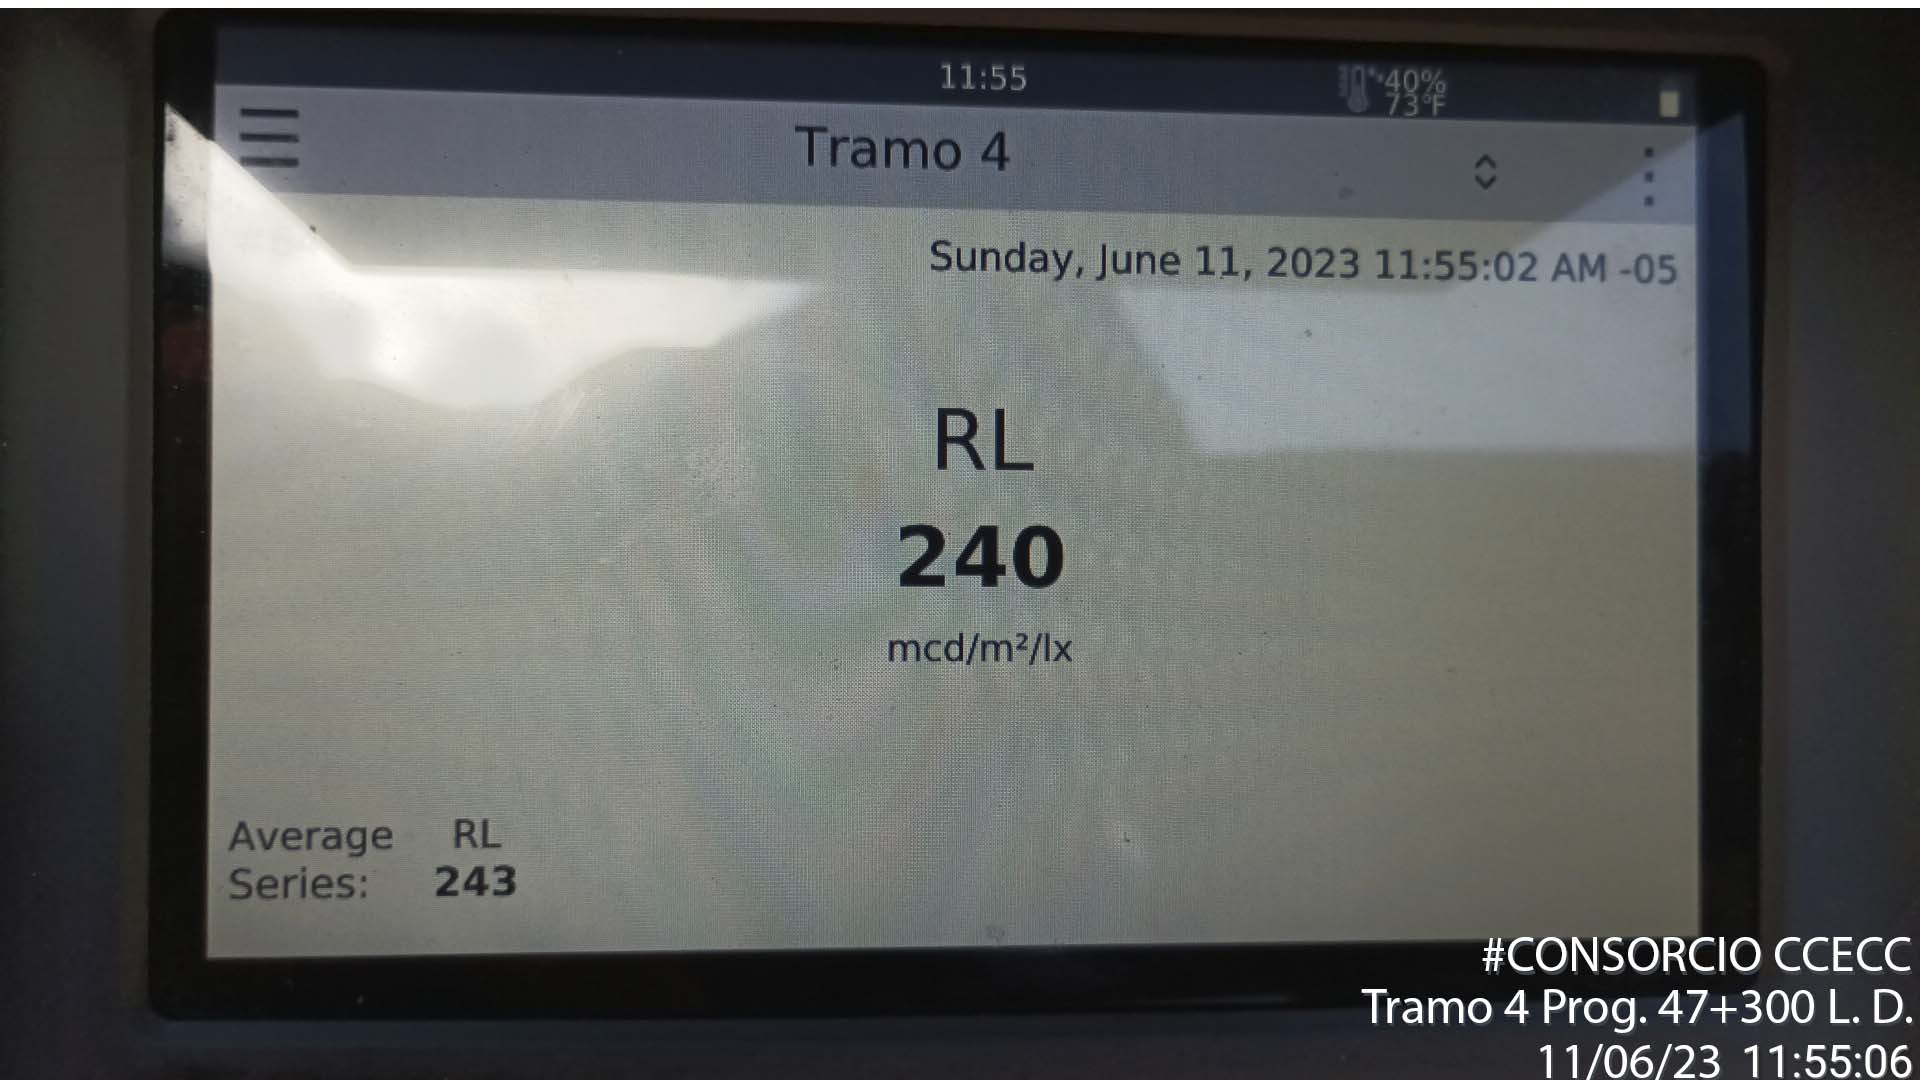 11:55
40%
73°F
Tramo 4
Sunday, June 11, 2023 11:55:02 AM -05
RL
240
mcd/m²/lx
Average RL
Series: 243
#CONSORCIO CCECC
Tramo 4 Prog. 47+300 L. D.
11/06/23 11:55:06